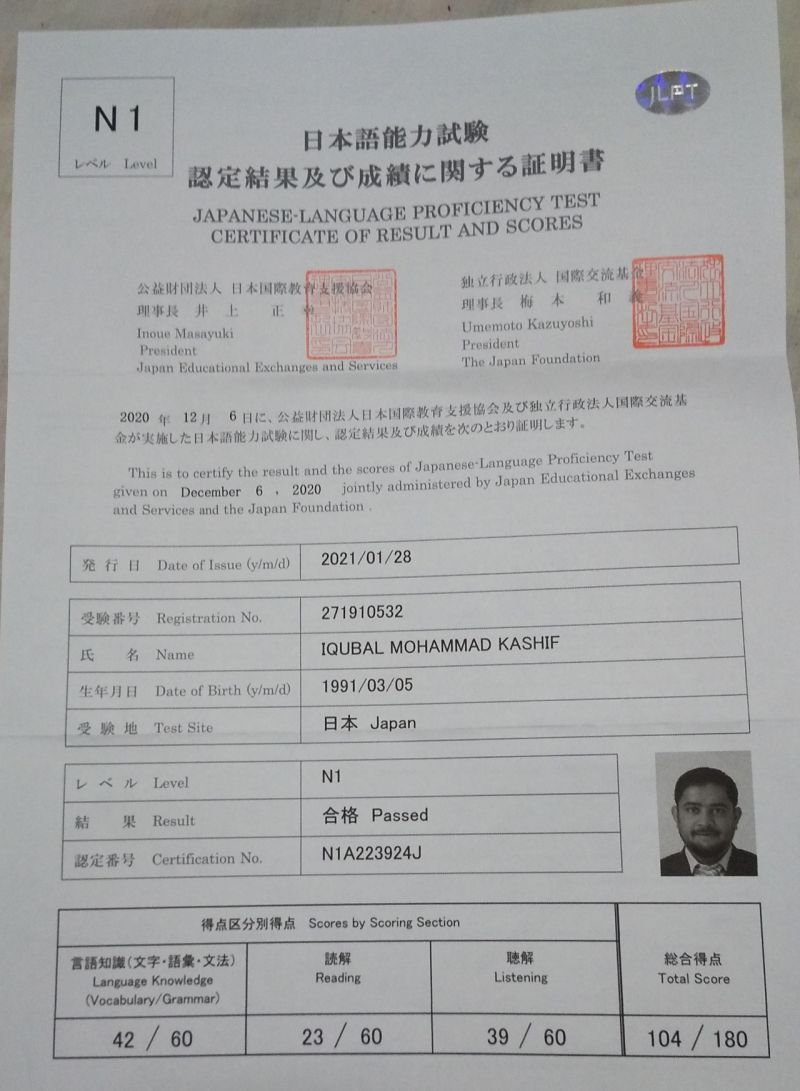 N1
レベル Level
JLPT
日本語能力試験
認定結果及び成績に関する証明書
JAPANESE-LANGUAGE PROFICIENCY TEST
CERTIFICATE OF RESULT AND SCORES
公益財団法人 日本国際教育支援協会
理事長 井上 正幸
Inoue Masayuki
President
Japan Educational Exchanges and Services
独立行政法人 国際交流基金
理事長 梅本 和義
Umemoto Kazuyoshi
President
The Japan Foundation
2020 年 12 月 6 日に、公益財団法人日本国際教育支援協会及び独立行政法人国際交流基
金が実施した日本語能力試験に関し、認定結果及び成績を次のとおり証明します。
This is to certify the result and the scores of Japanese-Language Proficiency Test
given on December 6 , 2020 jointly administered by Japan Educational Exchanges
and Services and the Japan Foundation .
発行日 Date of Issue (y/m/d) 2021/01/28
受験番号 Registration No. 271910532
氏名 Name IQUBAL MOHAMMAD KASHIF
生年月日 Date of Birth (y/m/d) 1991/03/05
受験地 Test Site 日本 Japan
レベル Level N1
結果 Result 合格 Passed
認定番号 Certification No. N1A223924J
得点区分別得点 Scores by Scoring Section
言語知識(文字・語彙・文法)
Language Knowledge
(Vocabulary/Grammar)
読解
Reading
聴解
Listening
総合得点
Total Score
42 / 60 23 / 60 39 / 60 104 / 180